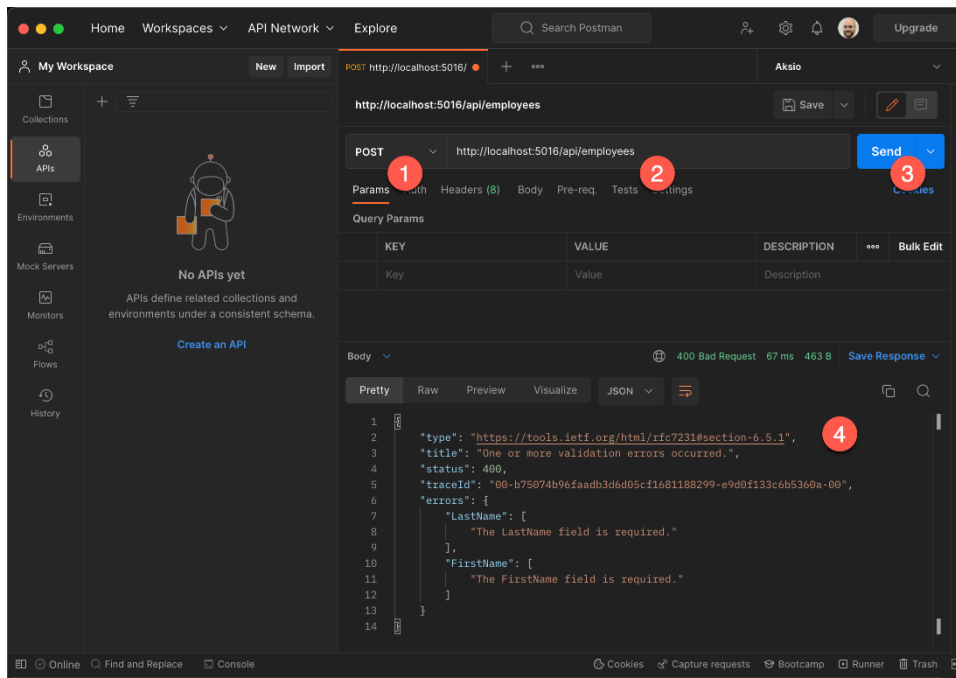 Home Workspaces API Network Explore Search Postman Upgrade
My Workspace New Import
POST http://localhost:5016/ Aksio
http://localhost:5016/api/employees Save
Collections
APIs
Environments
Mock Servers
Monitors
Flows
History
No APIs yet
APIs define related collections and
environments under a consistent schema.
Create an API
POST http://localhost:5016/api/employees Send
1 2 3
Params Headers (8) Body Pre-req. Tests Cookies
Query Params
KEY VALUE DESCRIPTION Bulk Edit
Key Value Description
Body 400 Bad Request 67 ms 463 B Save Response
Pretty Raw Preview Visualize JSON
4
1 {
2 "type": "https://tools.ietf.org/html/rfc7231#section-6.5.1",
3 "title": "One or more validation errors occurred.",
4 "status": 400,
5 "traceId": "00-b75074b96faadb3d6d05cf1681188299-e9d0f133c6b5360a-00",
6 "errors": {
7 "LastName": [
8 "The LastName field is required."
9 ],
10 "FirstName": [
11 "The FirstName field is required."
12 ]
13 }
14 }
Online Find and Replace Console Cookies Capture requests Bootcamp Runner Trash